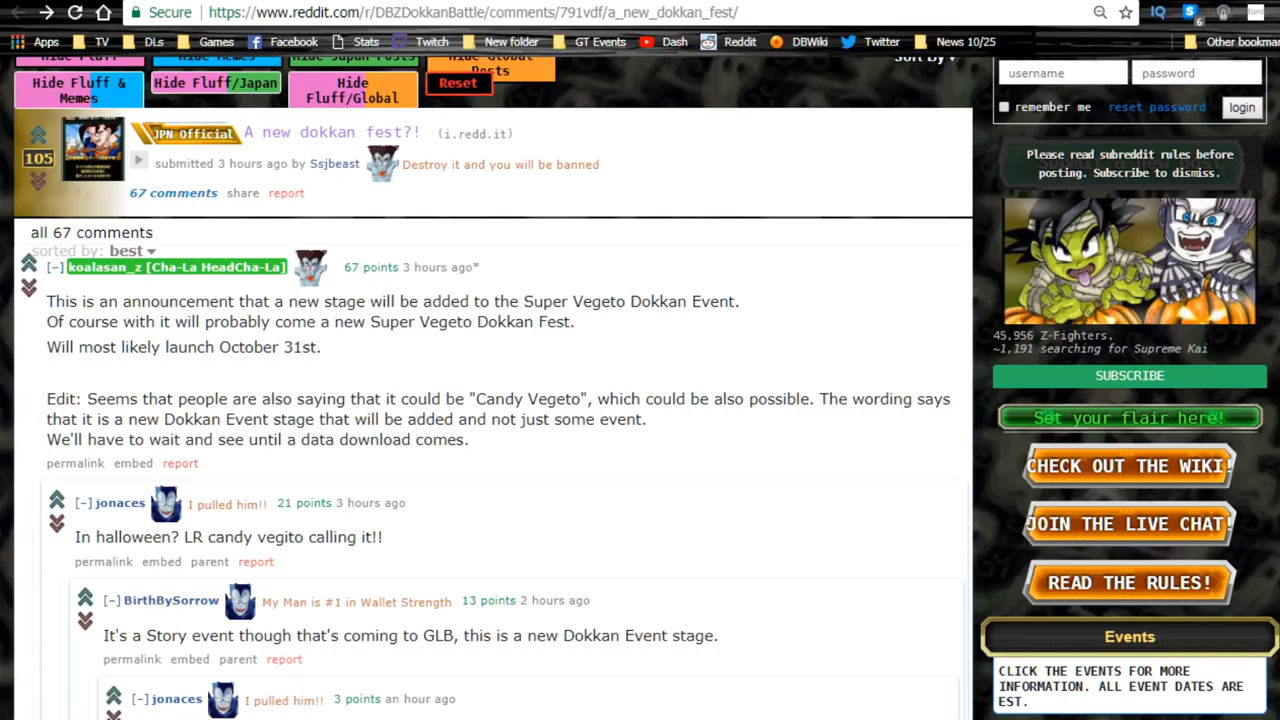 Secure https://www.reddit.com/r/DBZDokkanBattle/comments/791vdf/a_new_dokkan_fest/
6
Apps TV DLs Games Facebook Stats Twitch New folder GT Events Dash Reddit DBWiki Twitter News 10/25 Other bookmar
Hide Fluff Hide Memes Hide Japan Posts Hide Global Posts Sort By
Hide Fluff & Memes Hide Fluff/Japan Hide Fluff/Global Reset
username password
remember me reset password login
105
JPN Official A new dokkan fest?! (i.redd.it)
submitted 3 hours ago by Ssjbeast Destroy it and you will be banned
67 comments share report
all 67 comments
sorted by: best
[-] koalasan_z [Cha-La HeadCha-La] 67 points 3 hours ago*
This is an announcement that a new stage will be added to the Super Vegeto Dokkan Event.
Of course with it will probably come a new Super Vegeto Dokkan Fest.
Will most likely launch October 31st.
Edit: Seems that people are also saying that it could be "Candy Vegeto", which could be also possible. The wording says
that it is a new Dokkan Event stage that will be added and not just some event.
We'll have to wait and see until a data download comes.
permalink embed report
[-] jonaces I pulled him!! 21 points 3 hours ago
In halloween? LR candy vegito calling it!!
permalink embed parent report
[-] BirthBySorrow My Man is #1 in Wallet Strength 13 points 2 hours ago
It's a Story event though that's coming to GLB, this is a new Dokkan Event stage.
permalink embed parent report
[-] jonaces I pulled him!! 3 points an hour ago
Please read subreddit rules before
posting. Subscribe to dismiss.
45,956 Z-Fighters,
~1,191 searching for Supreme Kai
SUBSCRIBE
Set your flair here!
CHECK OUT THE WIKI!
JOIN THE LIVE CHAT!
READ THE RULES!
Events
CLICK THE EVENTS FOR MORE
INFORMATION. ALL EVENT DATES ARE
EST.